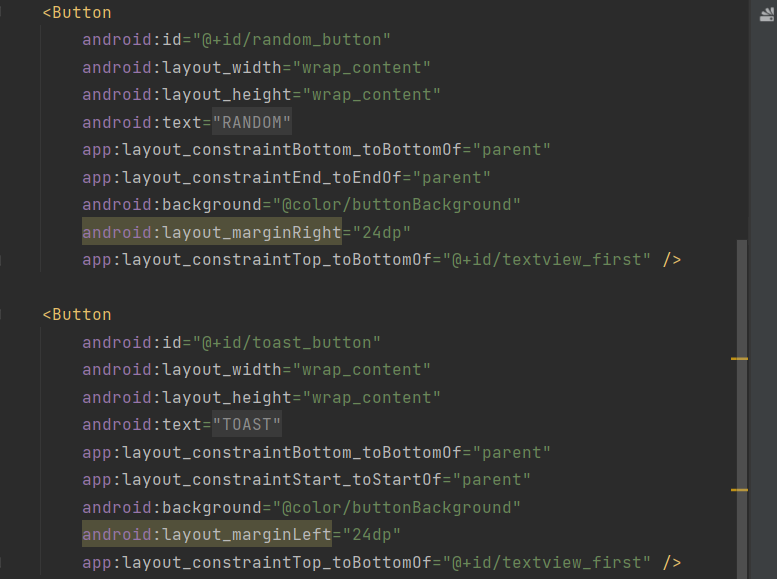 <Button
android:id="@+id/random_button"
android:layout_width="wrap_content"
android:layout_height="wrap_content"
android:text="RANDOM"
app:layout_constraintBottom_toBottomOf="parent"
app:layout_constraintEnd_toEndOf="parent"
android:background="@color/buttonBackground"
android:layout_marginRight="24dp"
app:layout_constraintTop_toBottomOf="@+id/textview_first" />
<Button
android:id="@+id/toast_button"
android:layout_width="wrap_content"
android:layout_height="wrap_content"
android:text="TOAST"
app:layout_constraintBottom_toBottomOf="parent"
app:layout_constraintStart_toStartOf="parent"
android:background="@color/buttonBackground"
android:layout_marginLeft="24dp"
app:layout_constraintTop_toBottomOf="@+id/textview_first" />